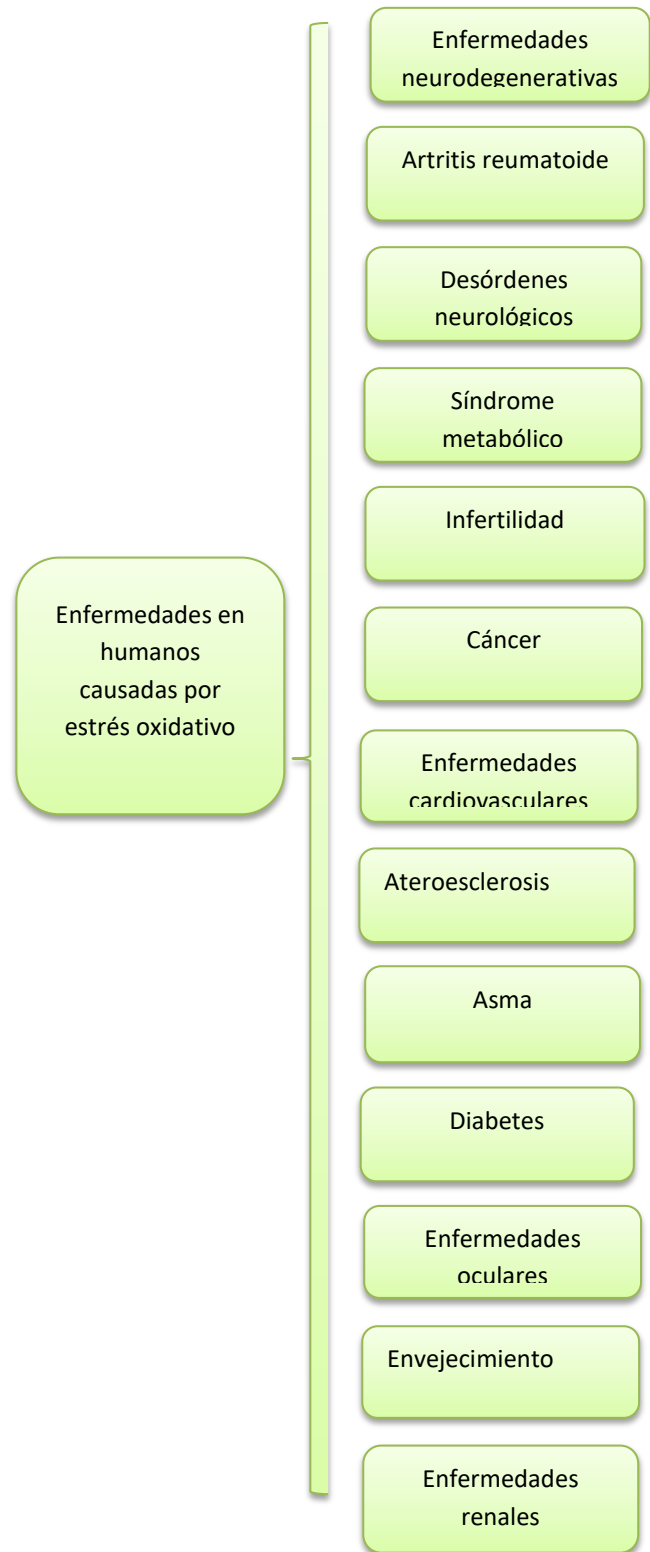 Enfermedades en
humanos
causadas por
estrés oxidativo
Enfermedades
neurodegenerativas
Artritis reumatoide
Desórdenes
neurológicos
Síndrome
metabólico
Infertilidad
Cáncer
Enfermedades
cardiovasculares
Ateroesclerosis
Asma
Diabetes
Enfermedades
oculares
Envejecimiento
Enfermedades
renales